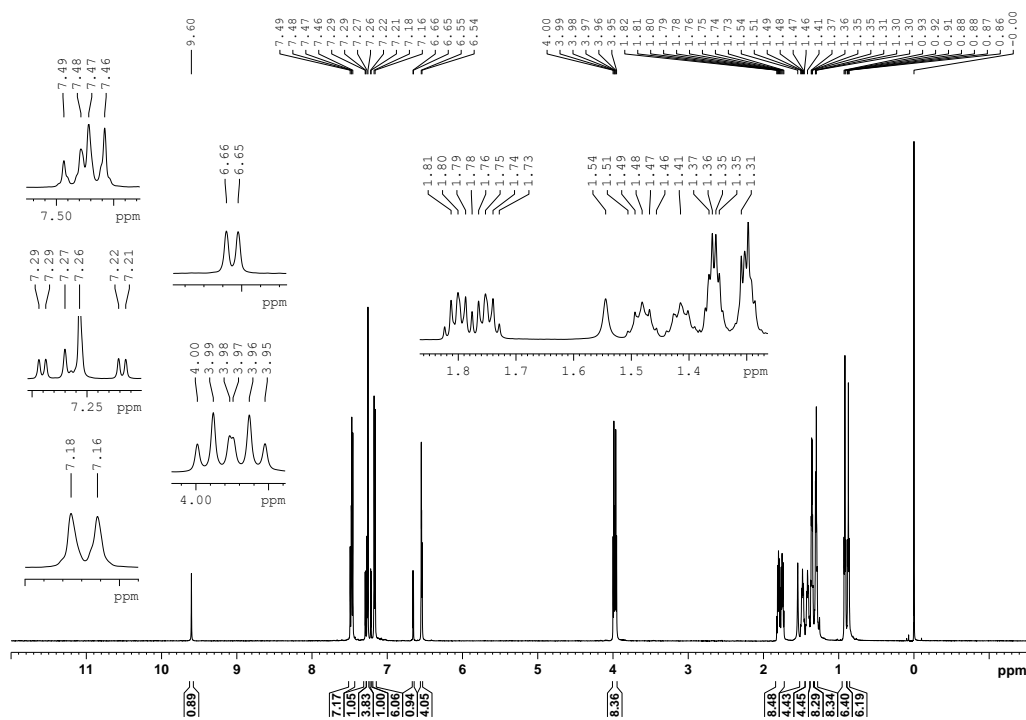 9.60
7.49 7.48 7.47 7.46 7.29 7.29 7.27 7.26 7.22 7.21 7.18 7.16 6.66 6.65 6.55 6.54
4.00 3.99 3.98 3.97 3.96 3.95 1.82 1.81 1.80 1.79 1.78 1.76 1.75 1.74 1.73 1.54 1.51 1.49 1.48 1.47 1.46 1.41 1.37 1.36 1.35 1.35 1.31 1.30 1.30 0.93 0.92 0.91 0.88 0.88 0.87 0.86 -0.00
7.49 7.48 7.47 7.46
7.50 ppm
6.66 6.65
ppm
1.81 1.80 1.79 1.78 1.76 1.75 1.74 1.73 1.54 1.51 1.49 1.48 1.47 1.46 1.41 1.37 1.36 1.35 1.35 1.31
1.8 1.7 1.6 1.5 1.4 ppm
7.29 7.29 7.27 7.26 7.22 7.21
7.25 ppm
4.00 3.99 3.98 3.97 3.96 3.95
4.00 ppm
7.18 7.16
ppm
11 10 9 8 7 6 5 4 3 2 1 0 ppm
0.89 7.17 1.05 3.83 1.00 6.06 0.94 4.05 8.36 8.48 4.43 4.45 8.29 8.34 6.40 6.19